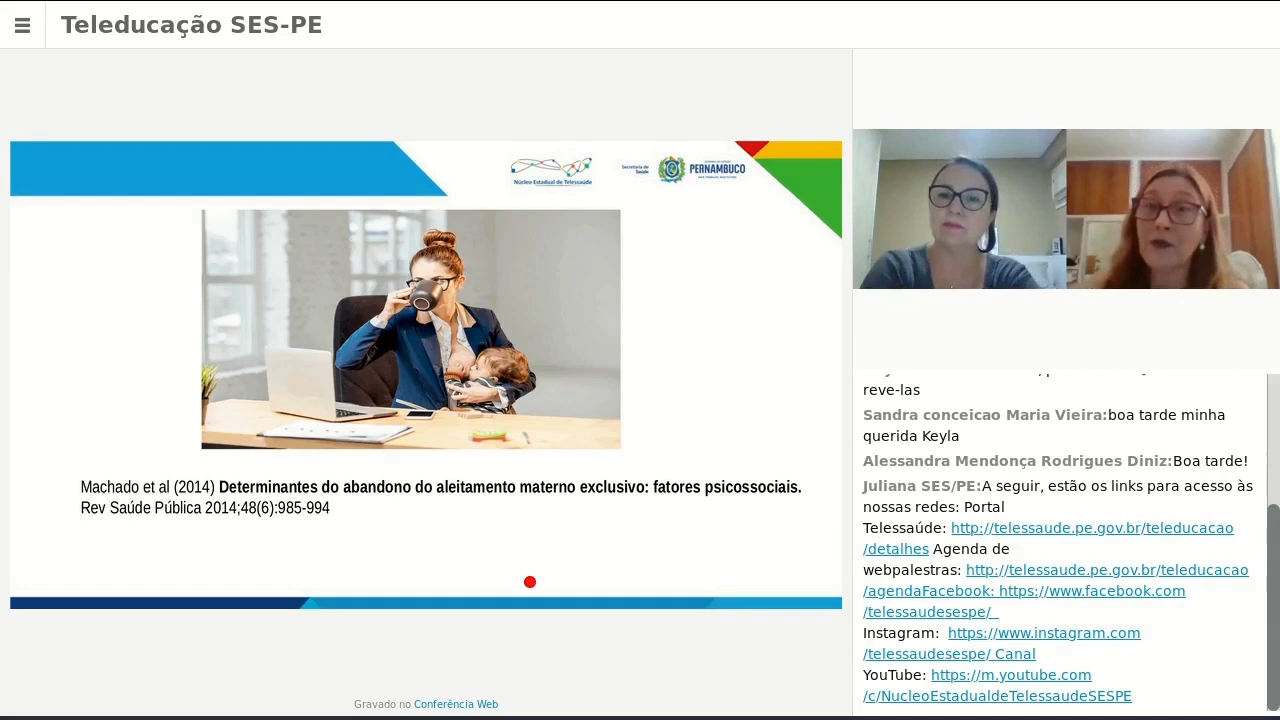 Teleducação SES-PE
Núcleo Estadual de Telessaúde
Secretaria de
Saúde
PERNAMBUCO
Machado et al (2014) Determinantes do abandono do aleitamento materno exclusivo: fatores psicossociais.
Rev Saúde Pública 2014;48(6):985-994
Gravado no Conferência Web
reve-las
Sandra conceicao Maria Vieira:boa tarde minha
querida Keyla
Alessandra Mendonça Rodrigues Diniz:Boa tarde!
Juliana SES/PE:A seguir, estão os links para acesso às
nossas redes: Portal
Telessaúde: http://telessaude.pe.gov.br/teleducacao
/detalhes Agenda de
webpalestras: http://telessaude.pe.gov.br/teleducacao
/agendaFacebook: https://www.facebook.com
/telessaudesespe/
Instagram:  https://www.instagram.com
/telessaudesespe/ Canal
YouTube: https://m.youtube.com
/c/NucleoEstadualdeTelessaudeSESPE